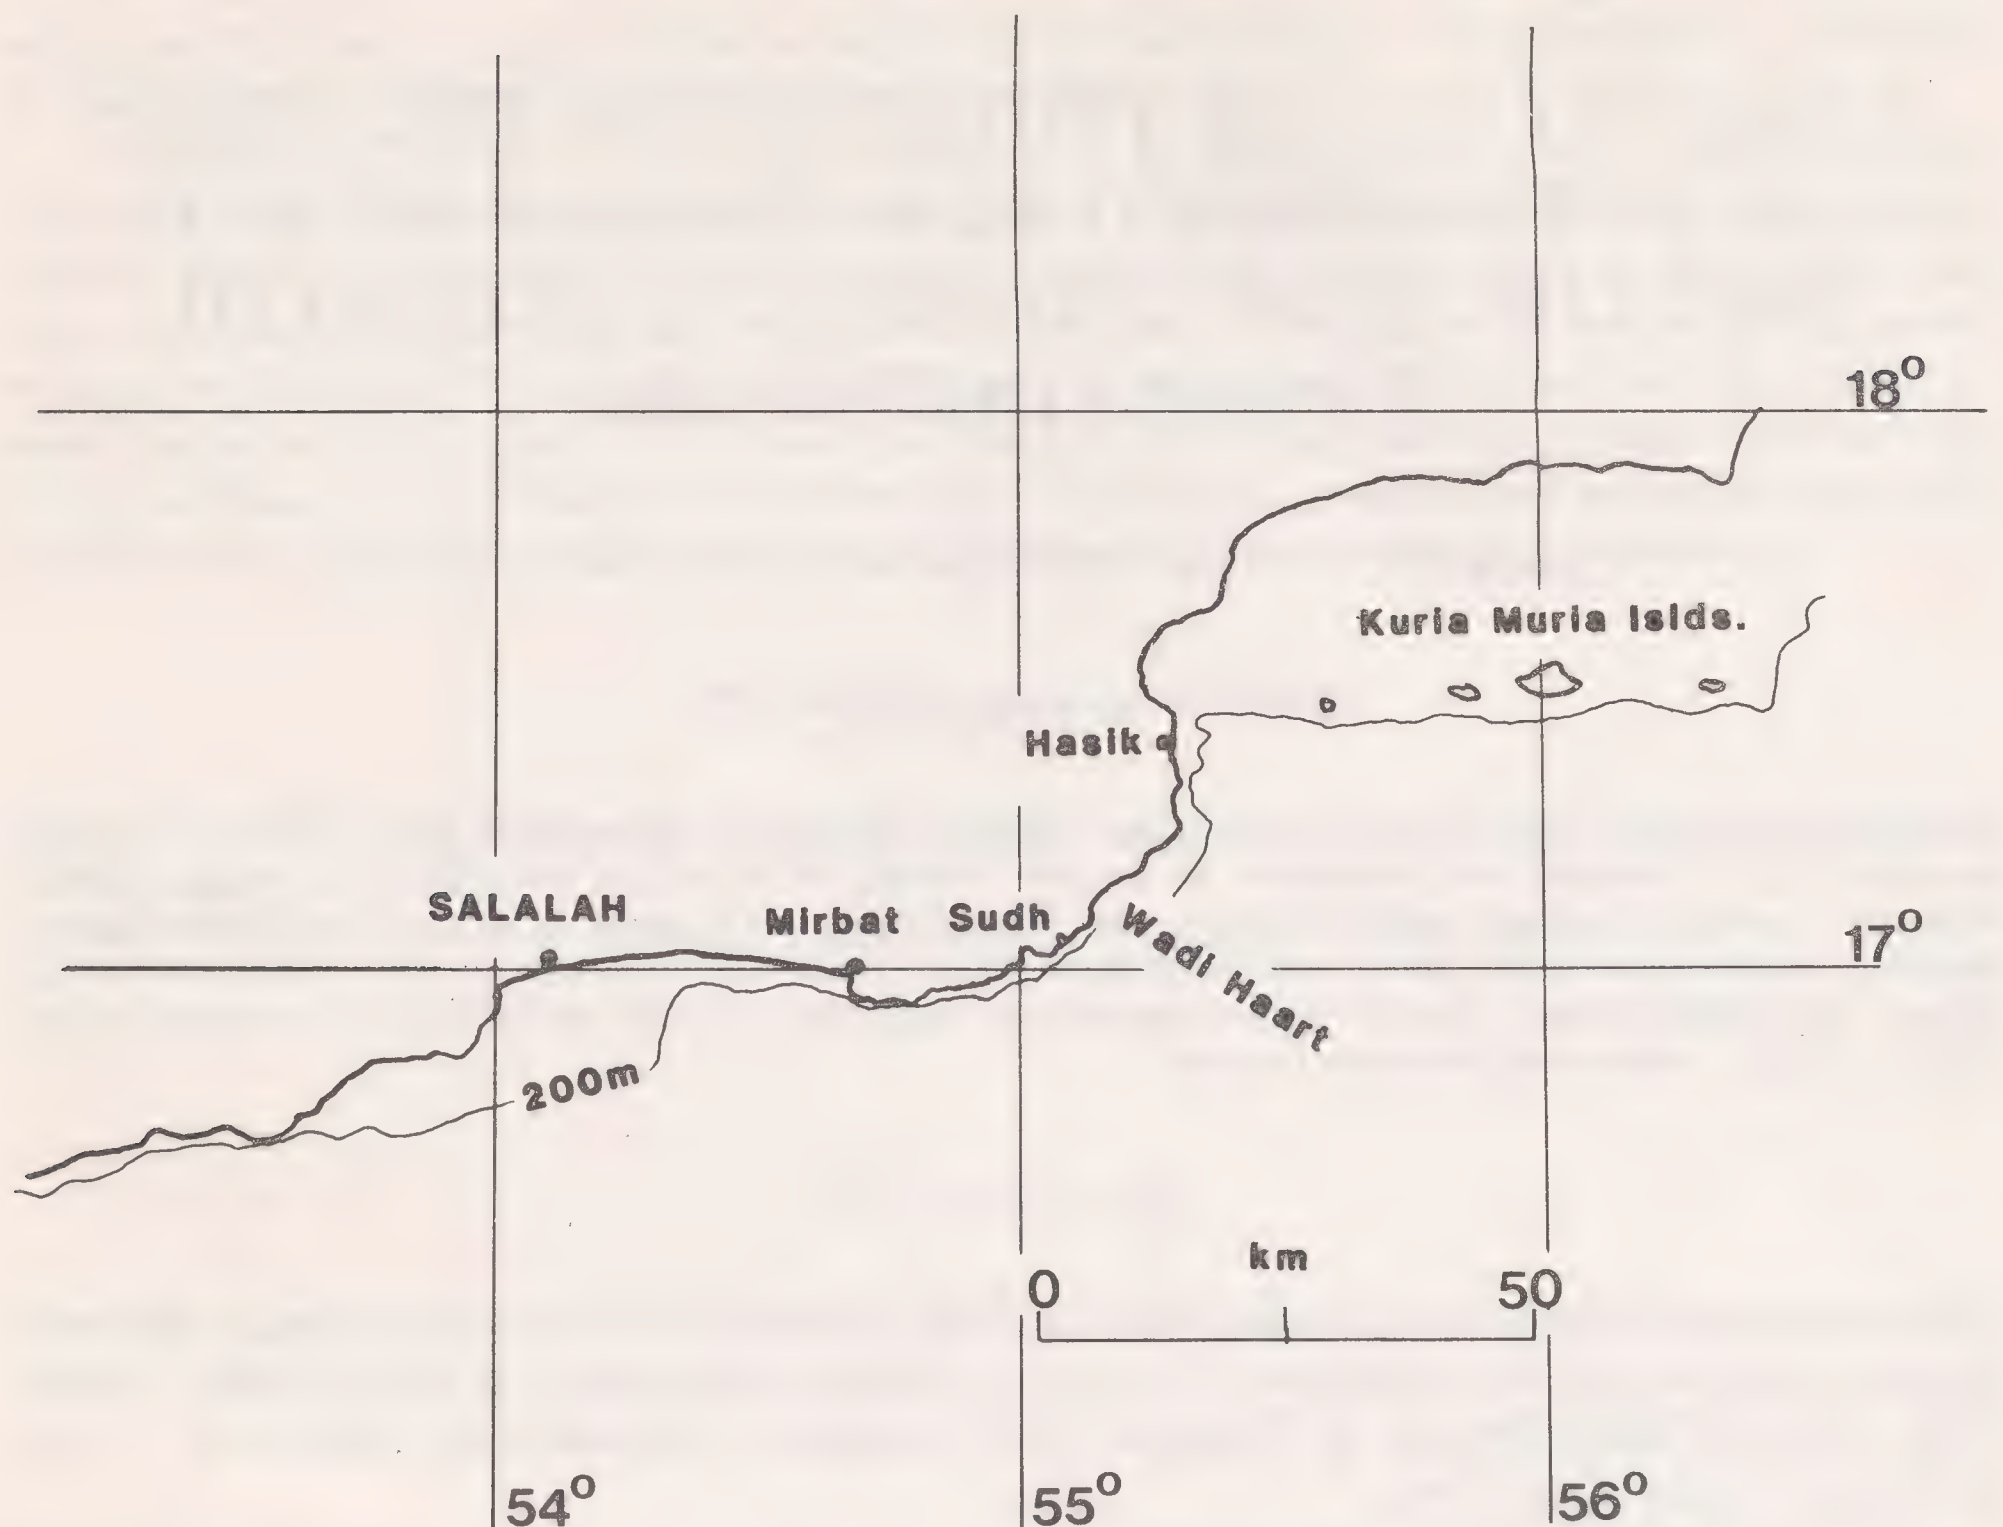 18°
Kuria Muria Islds.
Hasik
SALALAH
Mirbat
Sudh
Wadi Haart
17°
200m
km
0
50
54°
55°
56°